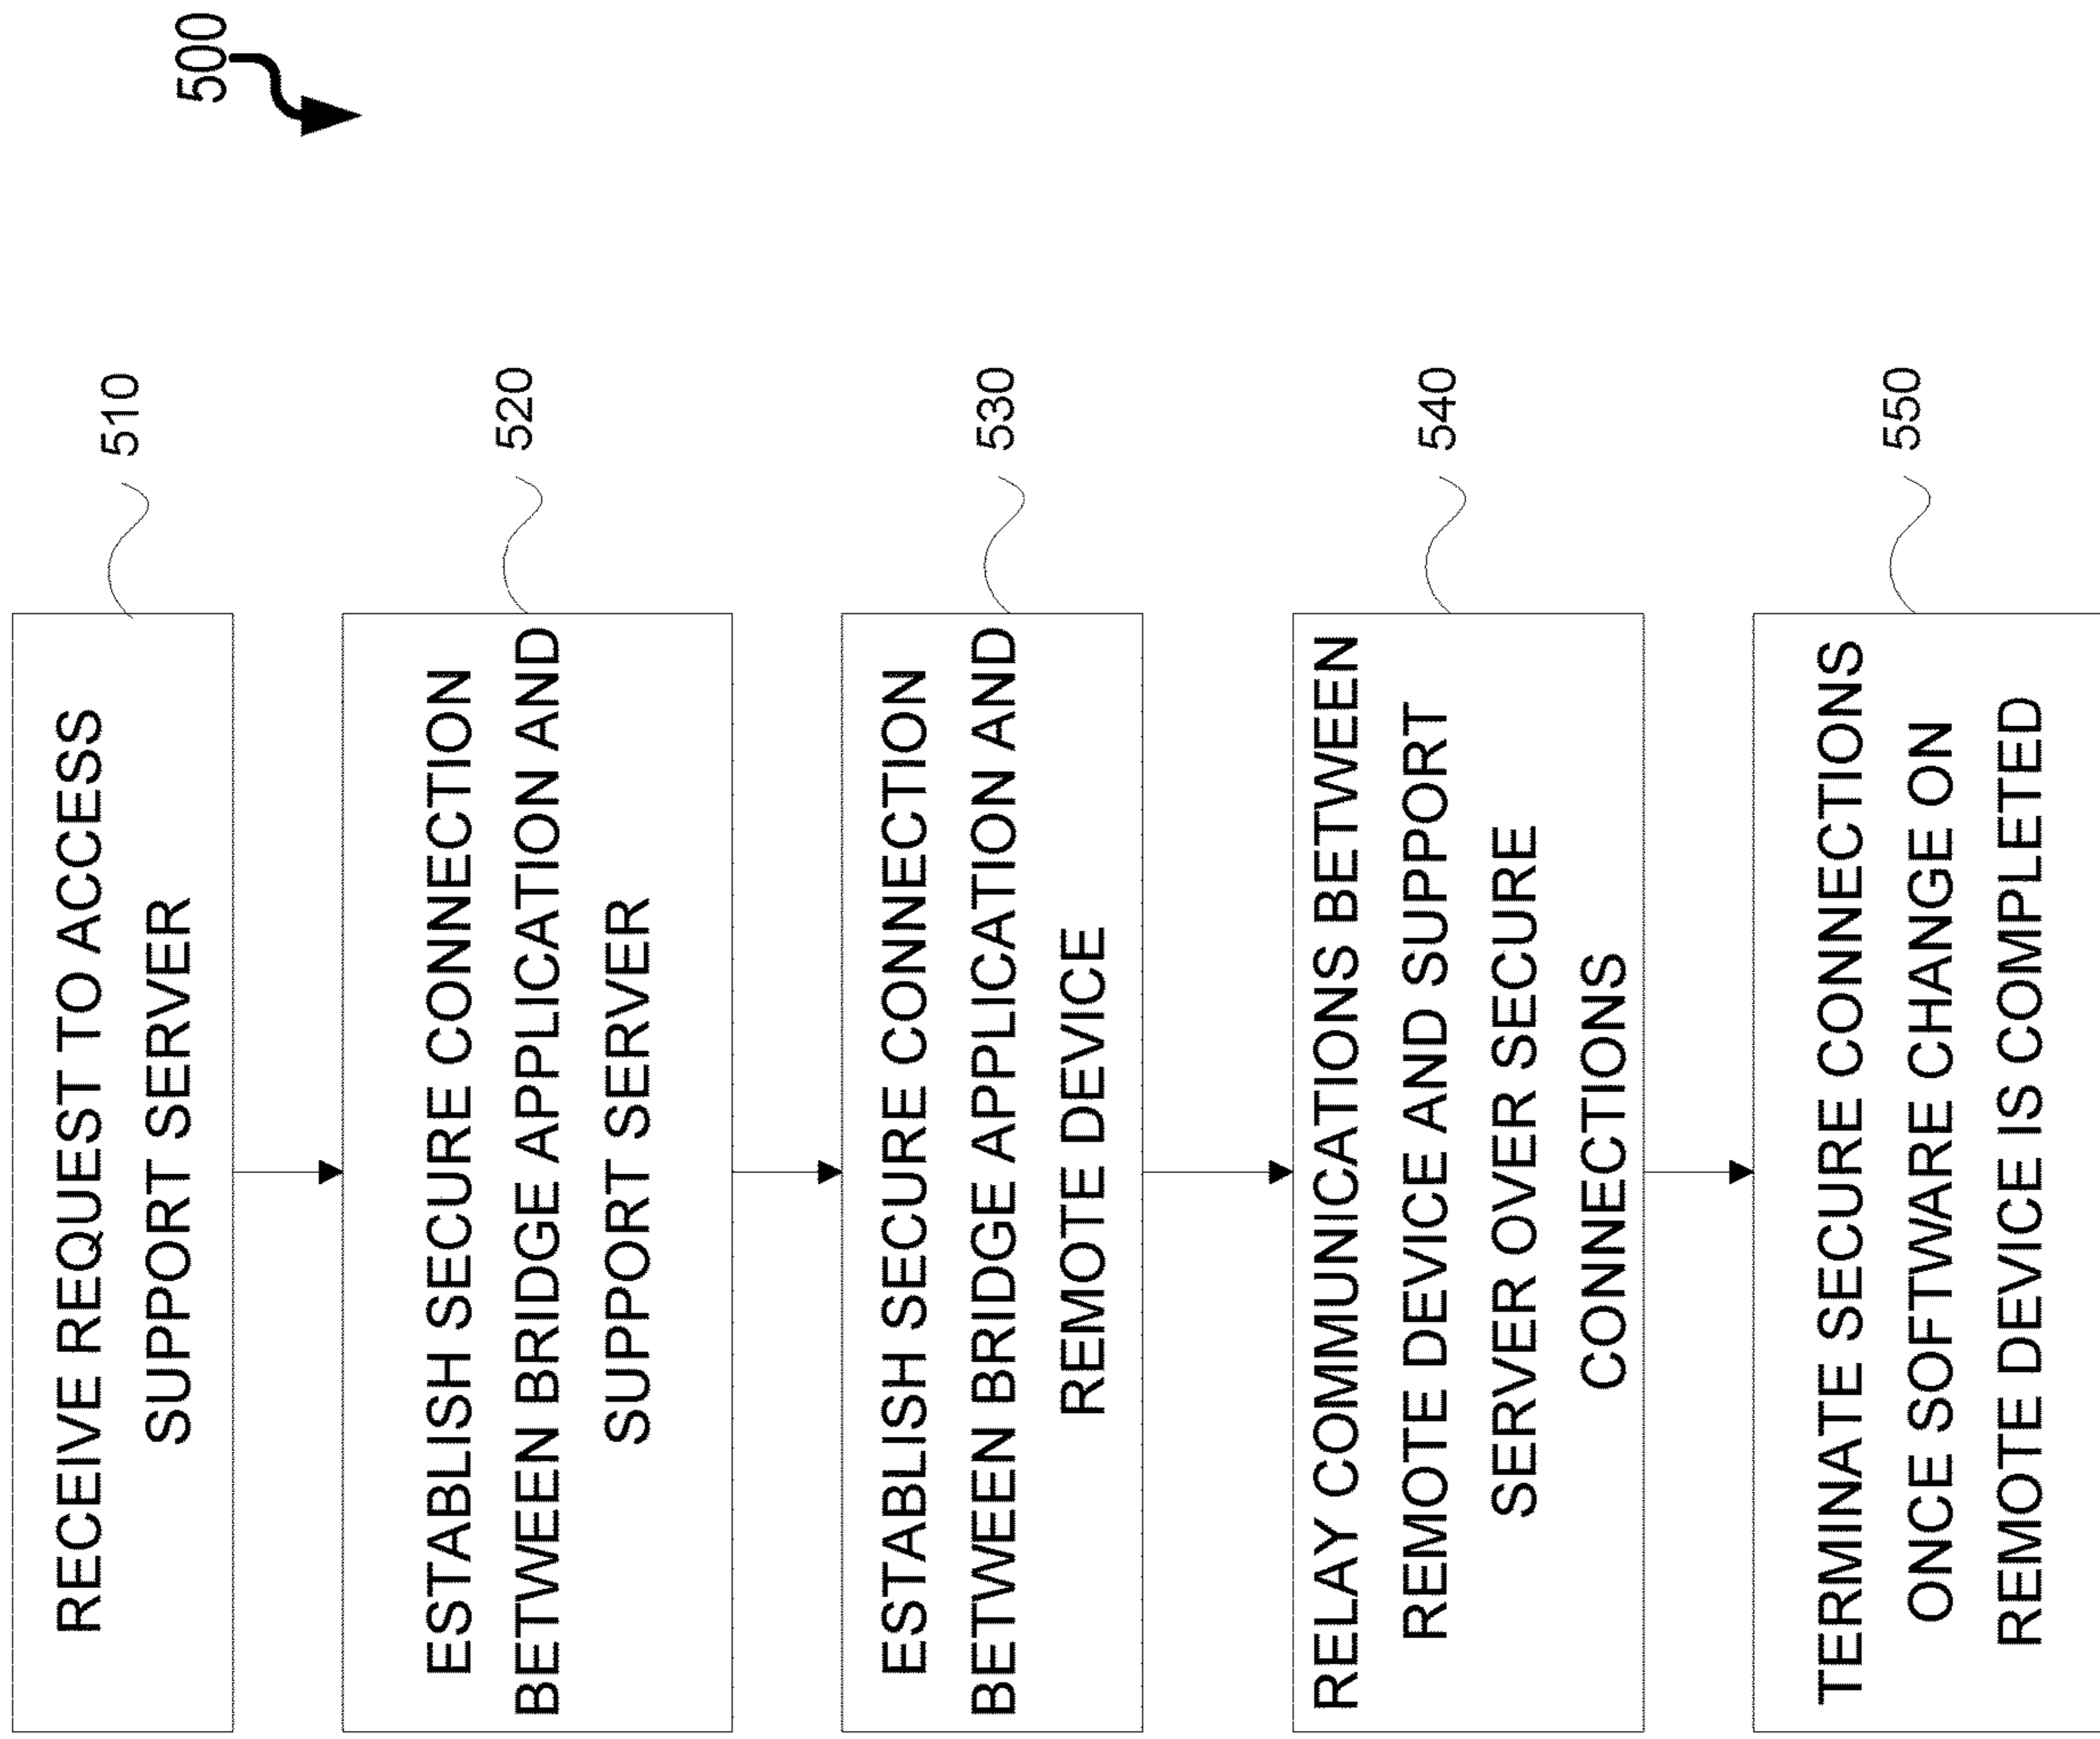 500
RECEIVE REQUEST TO ACCESS
SUPPORT SERVER
510
ESTABLISH SECURE CONNECTION
BETWEEN BRIDGE APPLICATION AND
SUPPORT SERVER
520
ESTABLISH SECURE CONNECTION
BETWEEN BRIDGE APPLICATION AND
REMOTE DEVICE
530
RELAY COMMUNICATIONS BETWEEN
REMOTE DEVICE AND SUPPORT
SERVER OVER SECURE
CONNECTIONS
540
TERMINATE SECURE CONNECTIONS
ONCE SOFTWARE CHANGE ON
REMOTE DEVICE IS COMPLETED
550